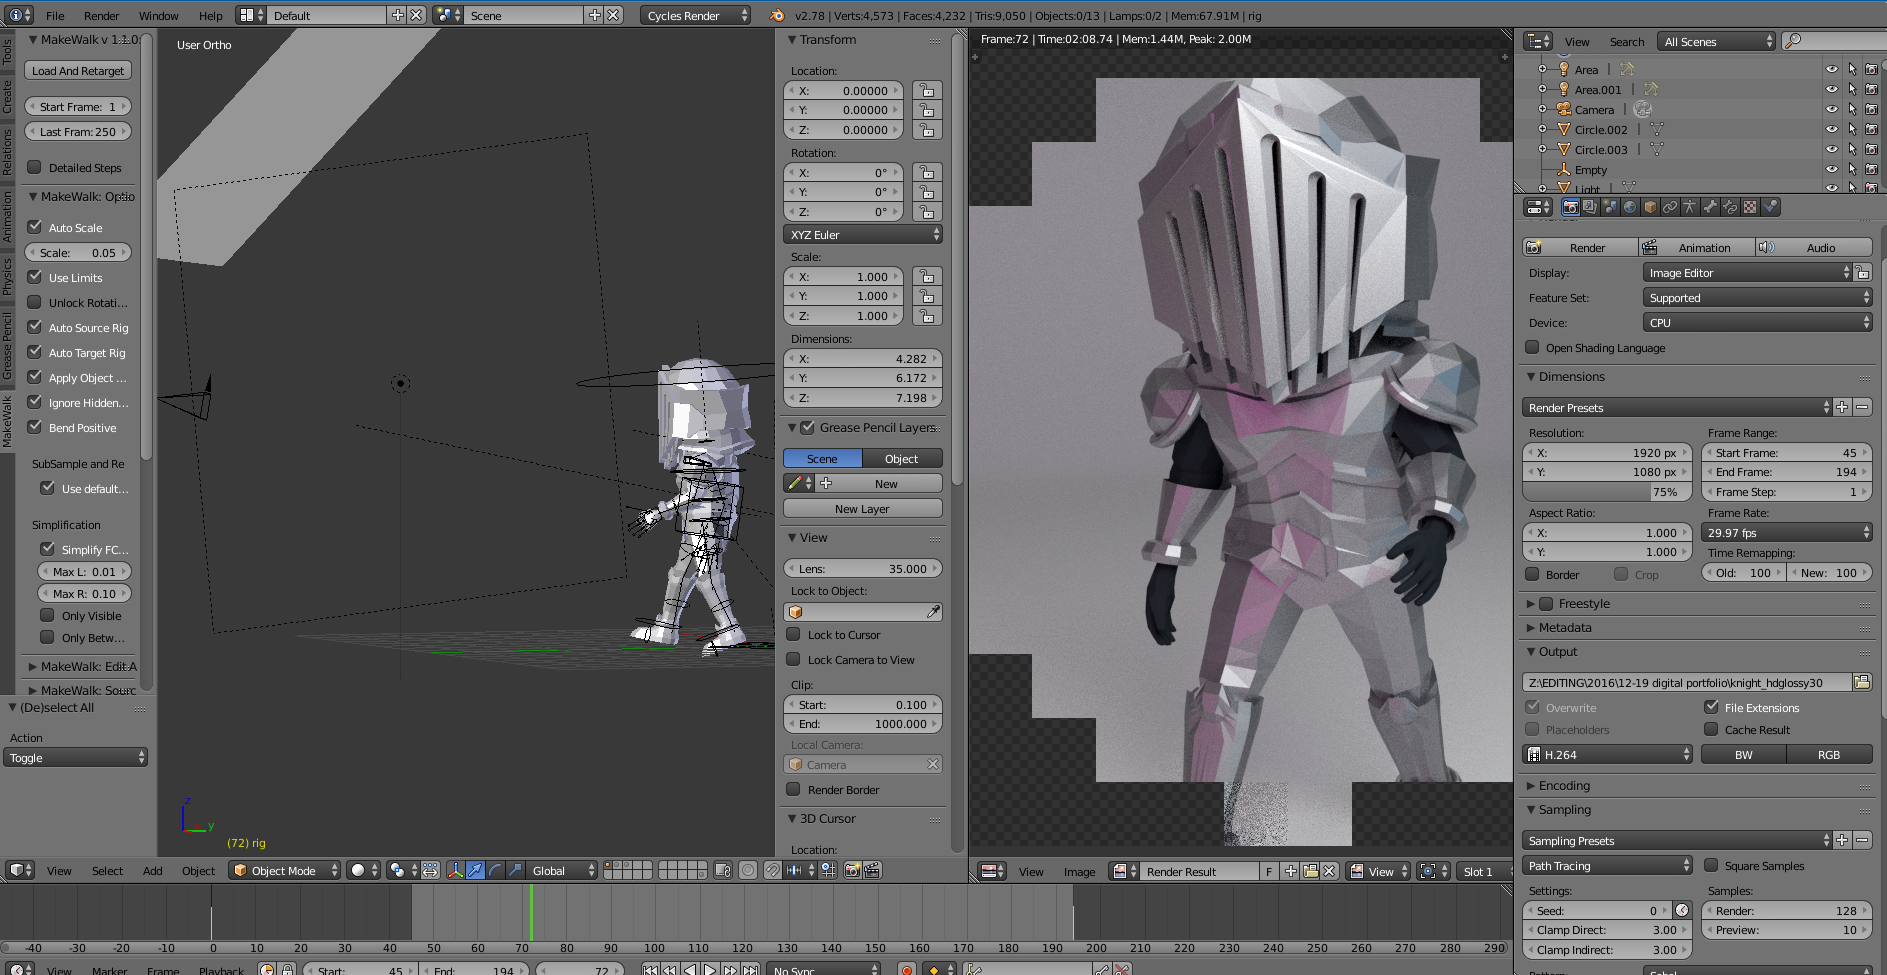 File Render Window Help Default Scene Cycles Render v2.78 | Verts:4,573 | Faces:4,232 | Tris:9,050 | Objects:0/13 | Lamps:0/2 | Mem:67.91M | rig
Tools
Create
Relations
Animation
Physics
Grease Pencil
MakeWalk
MakeWalk v 1.1.0:
Load And Retarget
Start Frame: 1
Last Fram: 250
Detailed Steps
MakeWalk: Optio
Auto Scale
Scale: 0.05
Use Limits
Unlock Rotati...
Auto Source Rig
Auto Target Rig
Apply Object ...
Ignore Hidden...
Bend Positive
SubSample and Re
Use default...
Simplification
Simplify FC...
Max L: 0.01
Max R: 0.10
Only Visible
Only Betw...
MakeWalk: Edit A
MakeWalk: Sourc
(De)select All
Action
Toggle
User Ortho
z
y
(72) rig
Transform
Location:
X: 0.00000
Y: 0.00000
Z: 0.00000
Rotation:
X: 0°
Y: 0°
Z: 0°
XYZ Euler
Scale:
X: 1.000
Y: 1.000
Z: 1.000
Dimensions:
X: 4.282
Y: 6.172
Z: 7.198
Grease Pencil Layers
Scene Object
New
New Layer
View
Lens: 35.000
Lock to Object:
Lock to Cursor
Lock Camera to View
Clip:
Start: 0.100
End: 1000.000
Local Camera:
Camera
Render Border
3D Cursor
Location:
View Select Add Object Object Mode Global
Frame:72 | Time:02:08.74 | Mem:1.44M, Peak: 2.00M
View Image Render Result F View Slot 1
View Search All Scenes
Area
Area.001
Camera
Circle.002
Circle.003
Empty
Light
Render Animation Audio
Display: Image Editor
Feature Set: Supported
Device: CPU
Open Shading Language
Dimensions
Render Presets
Resolution: Frame Range:
X: 1920 px Start Frame: 45
Y: 1080 px End Frame: 194
75% Frame Step: 1
Aspect Ratio: Frame Rate:
X: 1.000 29.97 fps
Y: 1.000 Time Remapping:
Border Crop Old: 100 New: 100
Freestyle
Metadata
Output
Z:\EDITING\2016\12-19 digital portfolio\knight_hdglossy30
Overwrite File Extensions
Placeholders Cache Result
H.264 BW RGB
Encoding
Sampling
Sampling Presets
Path Tracing Square Samples
Settings: Samples:
Seed: 0 Render: 128
Clamp Direct: 3.00 Preview: 10
Clamp Indirect: 3.00
-40 -30 -20 -10 0 10 20 30 40 50 60 70 80 90 100 110 120 130 140 150 160 170 180 190 200 210 220 230 240 250 260 270 280 290
View Marker Frame Playback Start: 45 End: 194 72 No Sync